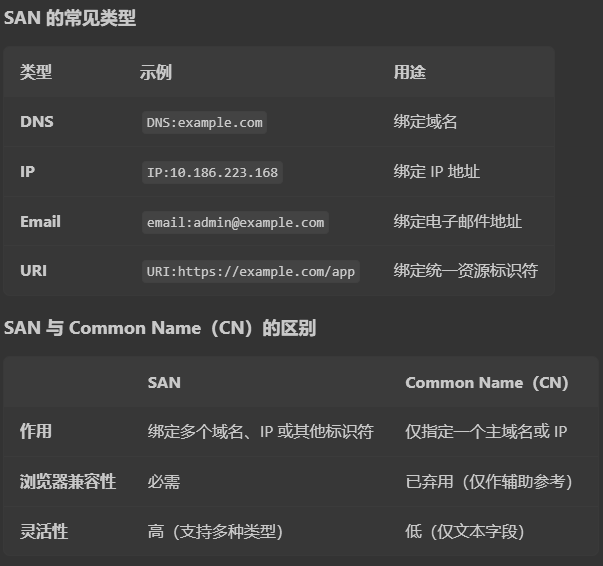 SAN 的常见类型
类型 示例 用途
DNS DNS:example.com 绑定域名
IP IP:10.186.223.168 绑定 IP 地址
Email email:admin@example.com 绑定电子邮件地址
URI URI:https://example.com/app 绑定统一资源标识符
SAN 与 Common Name（CN）的区别
SAN Common Name（CN）
作用 绑定多个域名、IP 或其他标识符 仅指定一个主域名或 IP
浏览器兼容性 必需 已弃用（仅作辅助参考）
灵活性 高（支持多种类型） 低（仅文本字段）